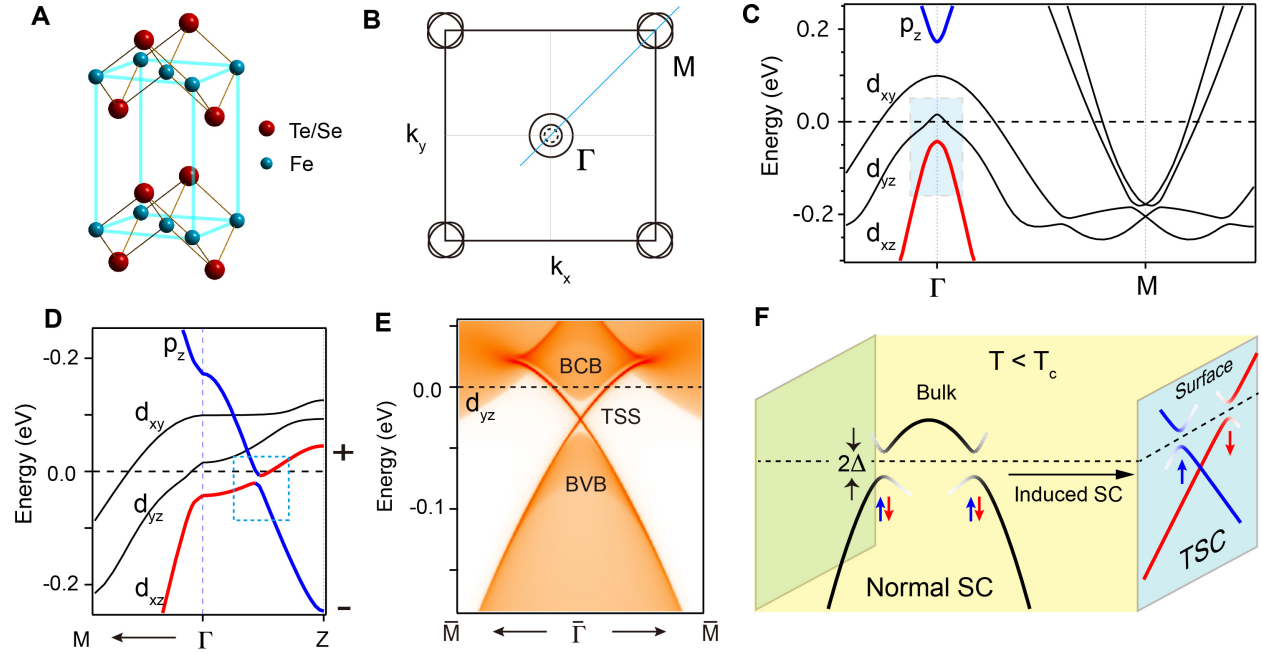 A
Te/Se
Fe
B
M
Γ
k_y
k_x
C
Energy (eV)
0.2
0.0
-0.2
p_z
d_xy
d_yz
d_xz
Γ
M
D
Energy (eV)
-0.2
0.0
-0.2
p_z
d_xy
d_yz
d_xz
+
-
M
Γ
Z
E
Energy (eV)
0.0
-0.1
BCB
d_yz
TSS
BVB
M̅
Γ̅
M̅
F
T < T_c
Bulk
2Δ
Induced SC
Normal SC
Surface
TSC